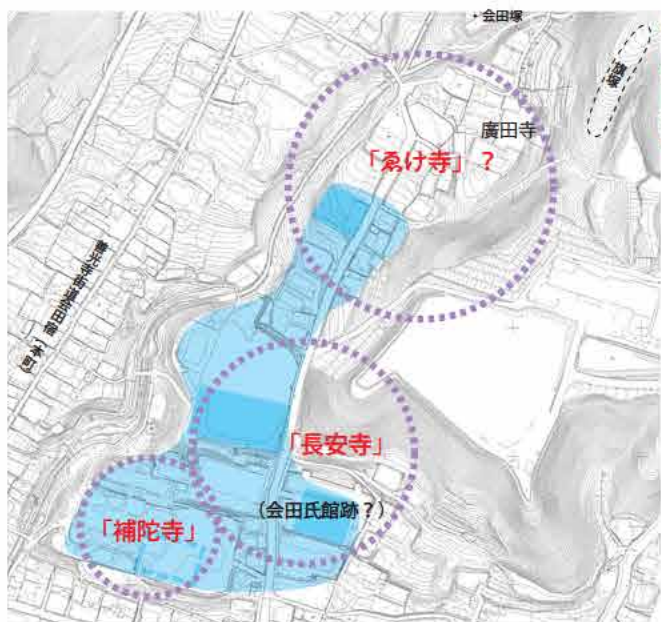 ・会田塚
塚
廣田寺
「ゑけ寺」?
善光寺街道会田宿(本町)
「長安寺」
(会田氏館跡?)
「補陀寺」